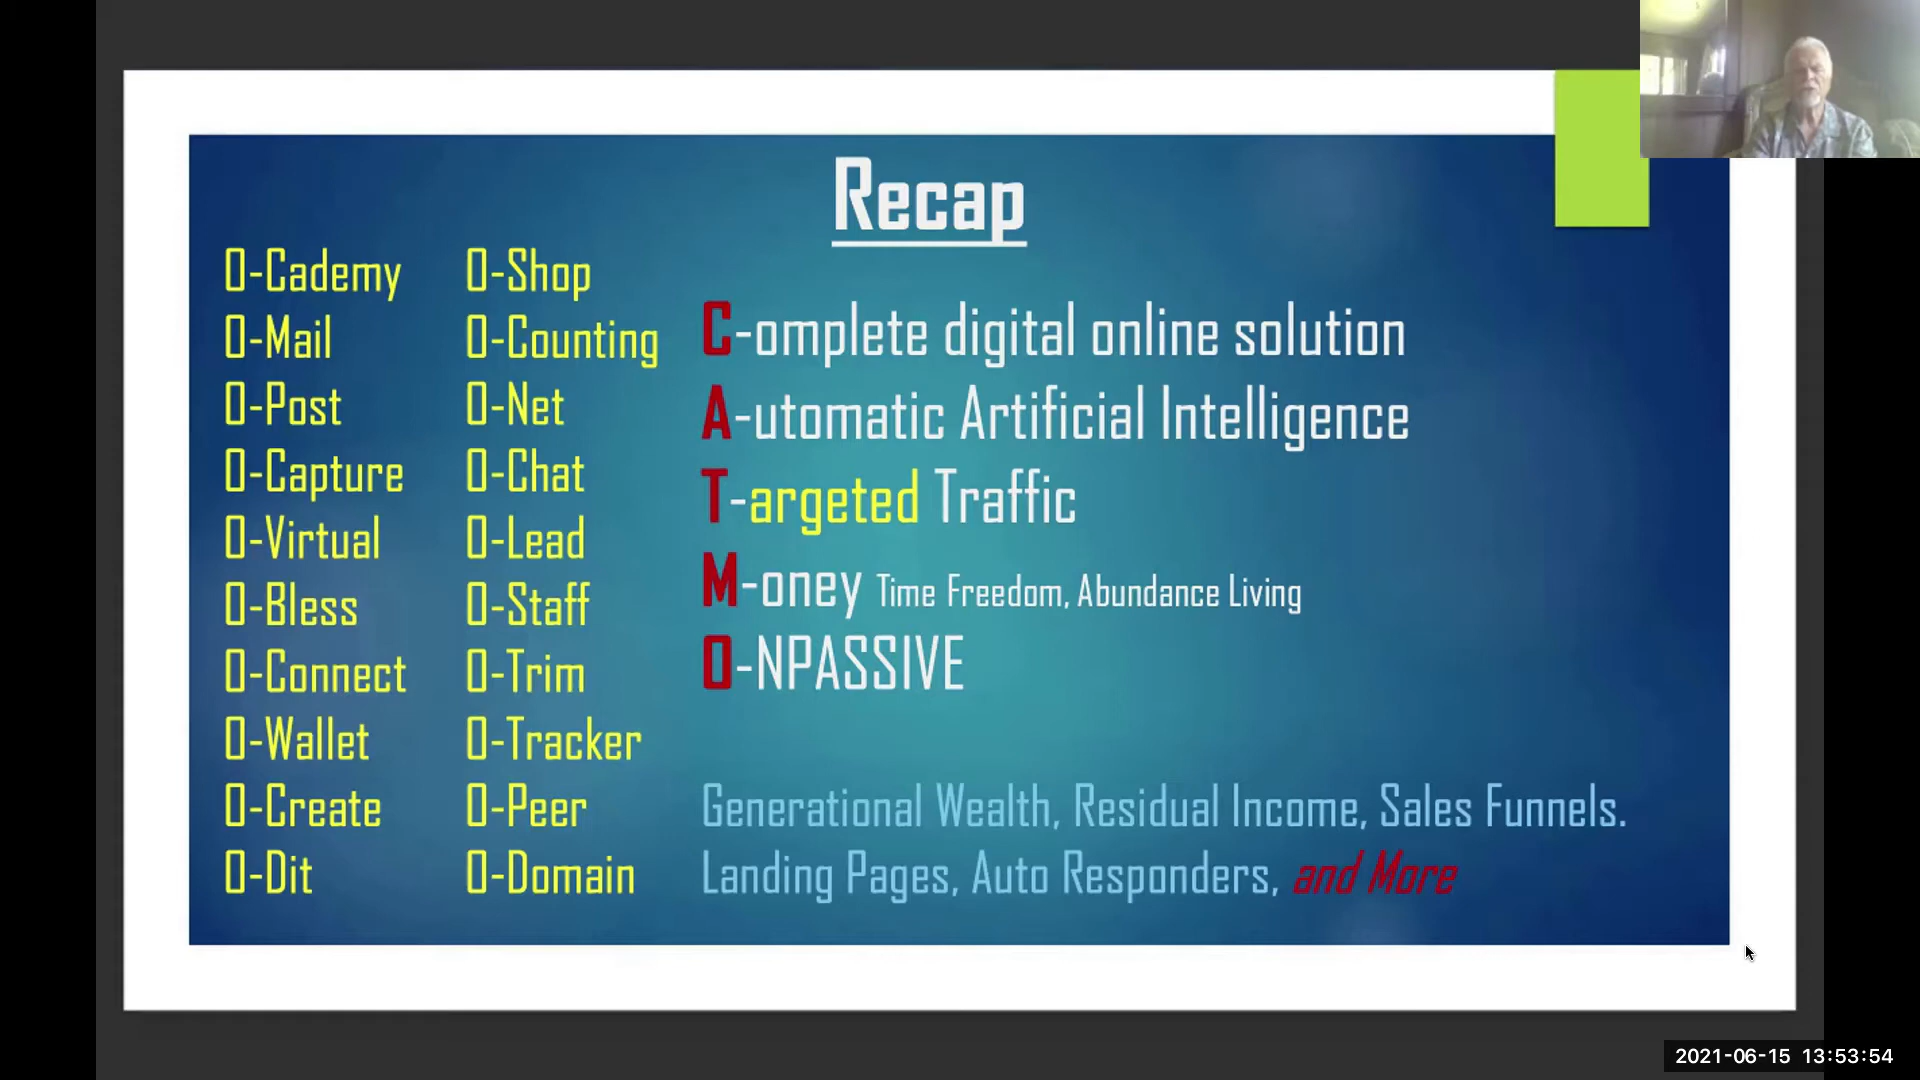 Recap
O-Cademy
O-Mail
O-Post
O-Capture
O-Virtual
O-Bless
O-Connect
O-Wallet
O-Create
O-Dit
O-Shop
O-Counting
O-Net
O-Chat
O-Lead
O-Staff
O-Trim
O-Tracker
O-Peer
O-Domain
C-omplete digital online solution
A-utomatic Artificial Intelligence
T-argeted Traffic
M-oney Time Freedom, Abundance Living
O-NPASSIVE
Generational Wealth, Residual Income, Sales Funnels.
Landing Pages, Auto Responders, and More
2021-06-15 13:53:54